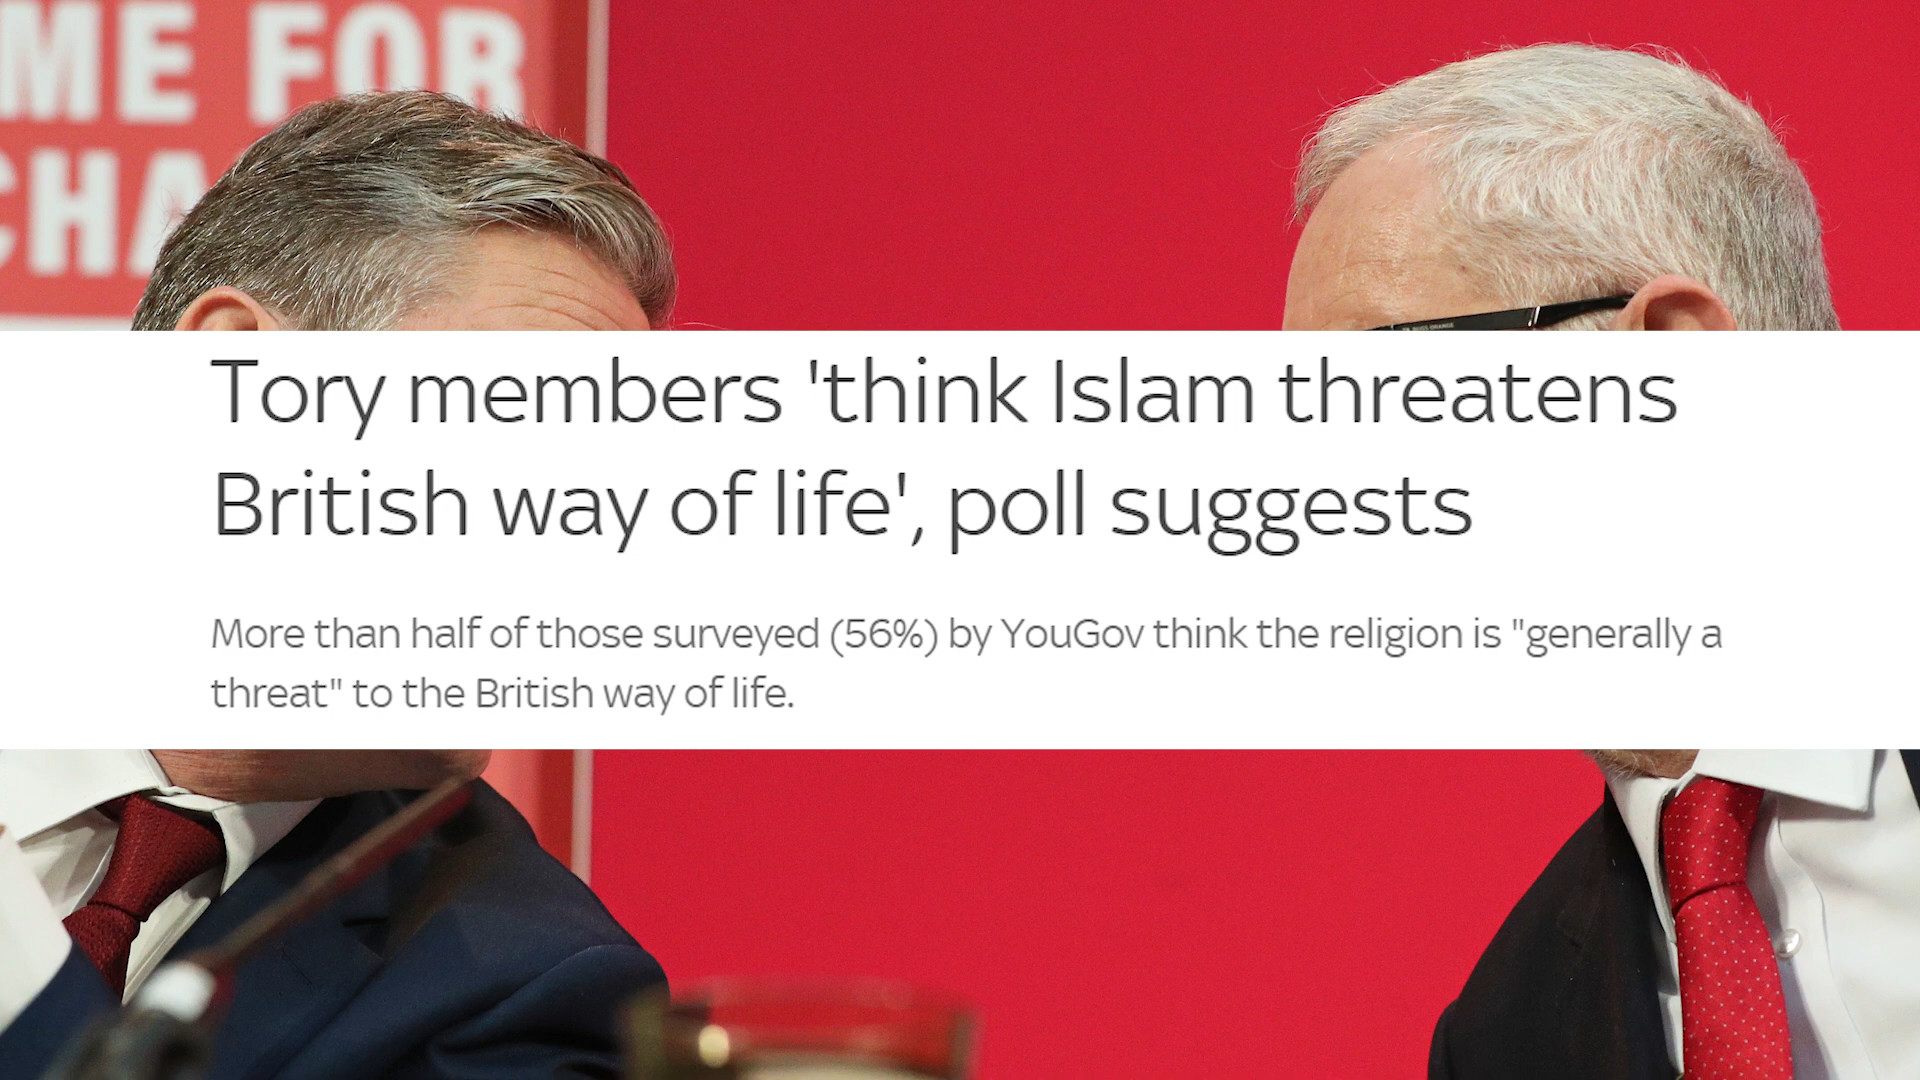 ME FOR
CHA
Tory members 'think Islam threatens
British way of life', poll suggests
More than half of those surveyed (56%) by YouGov think the religion is "generally a
threat" to the British way of life.